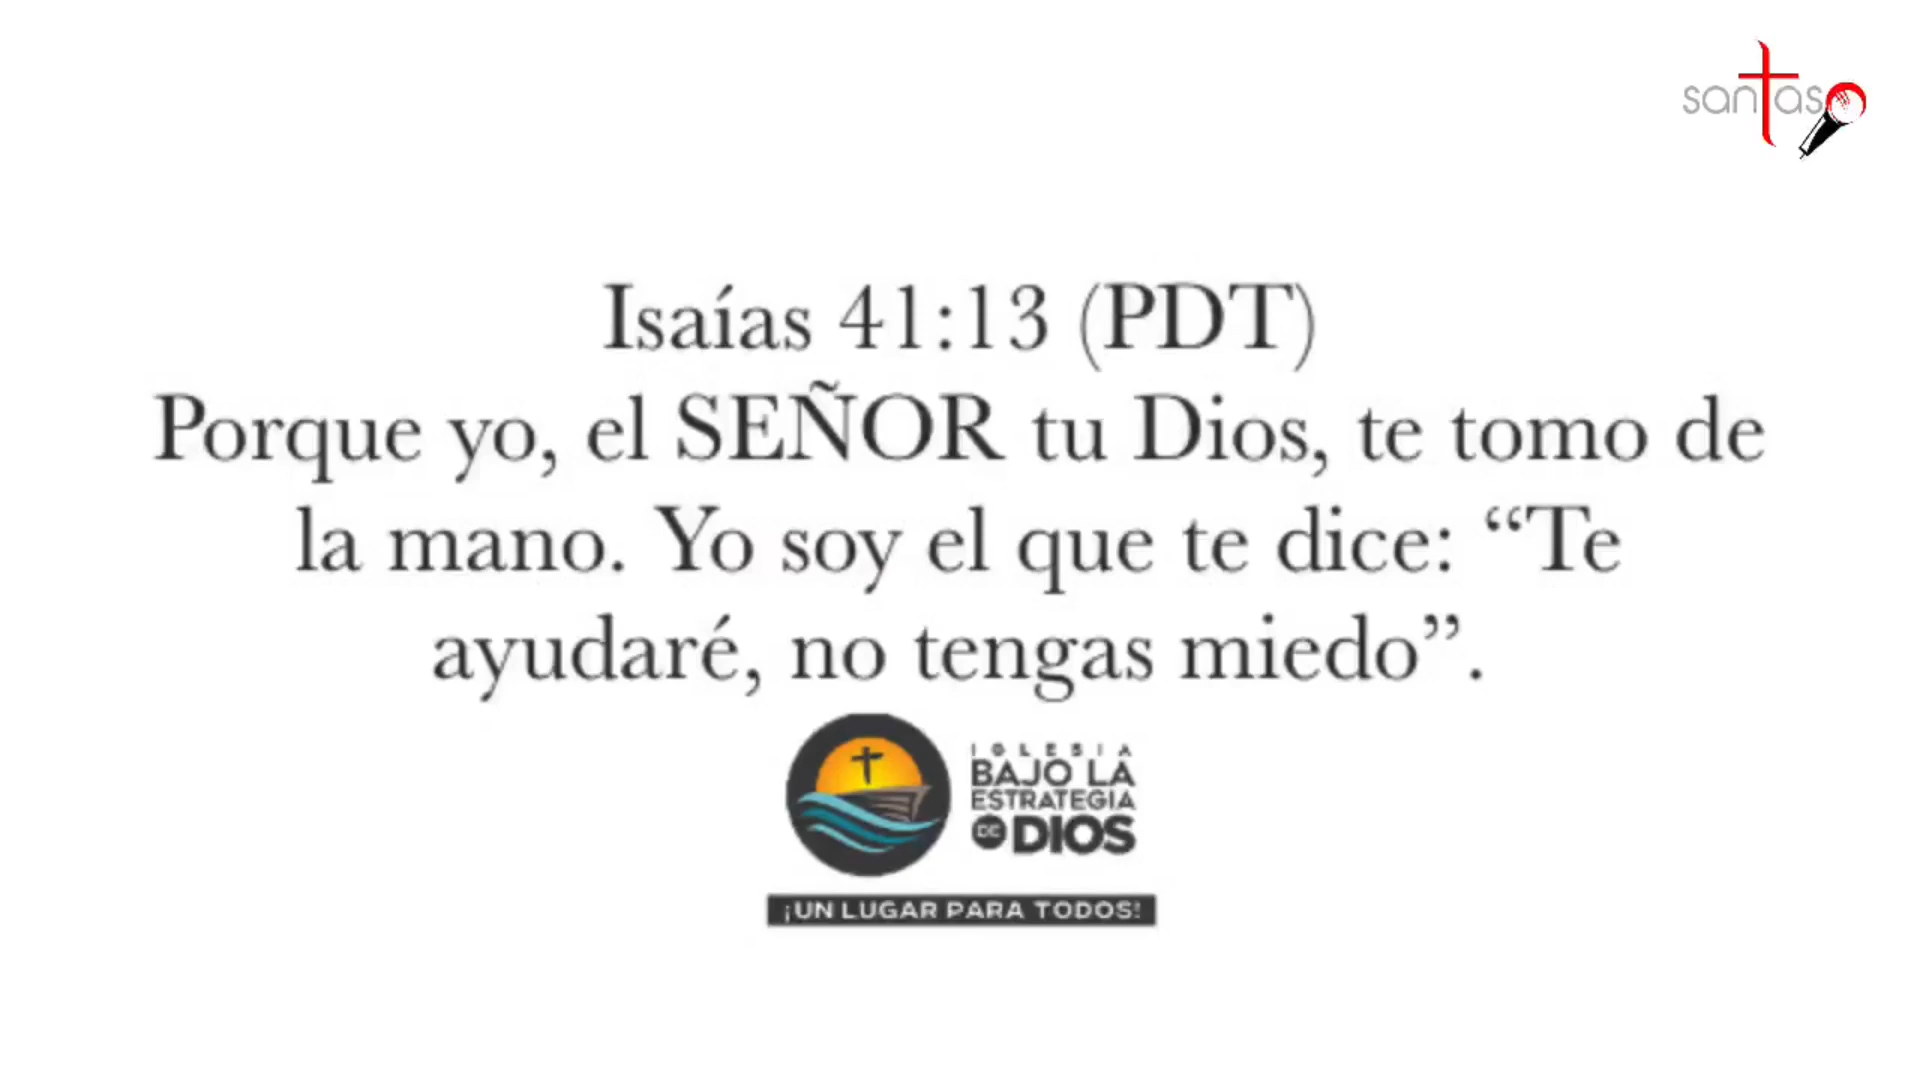 santaso
Isaías 41:13 (PDT)
Porque yo, el SEÑOR tu Dios, te tomo de
la mano. Yo soy el que te dice: “Te
ayudaré, no tengas miedo”.
IGLESIA
BAJO LA
ESTRATEGIA
DE DIOS
¡UN LUGAR PARA TODOS!